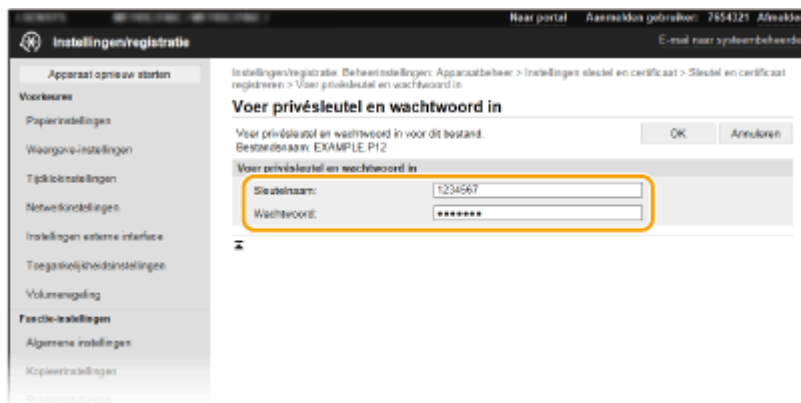 Naar portal Aanmelden gebruiker: 7654321 Afmelden
Instellingen/registratie
E-mail naar systeembeheerde
Apparaat opnieuw starten
Voorkeuren
Papierinstellingen
Weergave-instellingen
Tijdklokinstellingen
Netwerkinstellingen
Instellingen externe interface
Toegankelijkheidsinstellingen
Volumeregeling
Functie-instellingen
Algemene instellingen
Kopieerinstellingen
Instellingen/registratie: Beheerinstellingen: Apparaatbeheer > Instellingen sleutel en certificaat > Sleutel en certificaat
registreren > Voer privésleutel en wachtwoord in
Voer privésleutel en wachtwoord in
Voer privésleutel en wachtwoord in voor dit bestand.
Bestandsnaam: EXAMPLE.P12
OK Annuleren
Voer privésleutel en wachtwoord in
Sleutelnaam: 1234567
Wachtwoord: •••••••